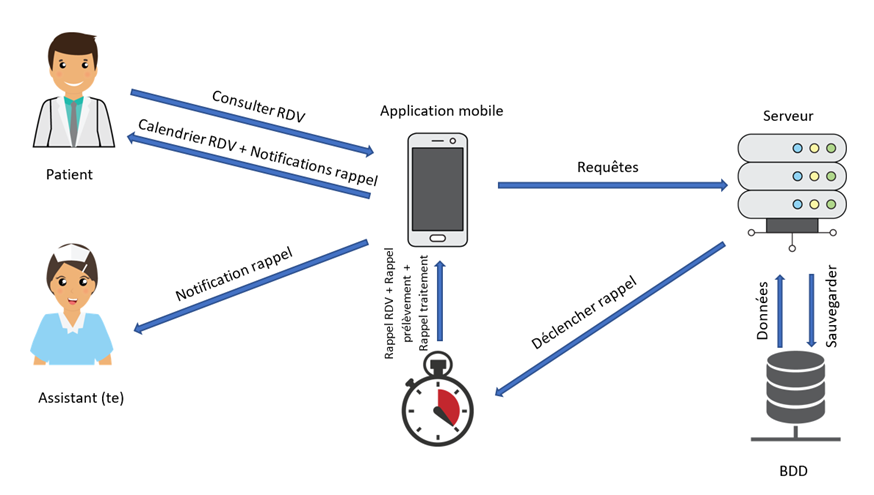 Consulter RDV
Calendrier RDV + Notifications rappel
Patient
Application mobile
Serveur
Requêtes
Notification rappel
Assistant (te)
Rappel RDV + Rappel
prélèvement +
Rappel traitement
Déclencher rappel
Données
Sauvegarder
BDD